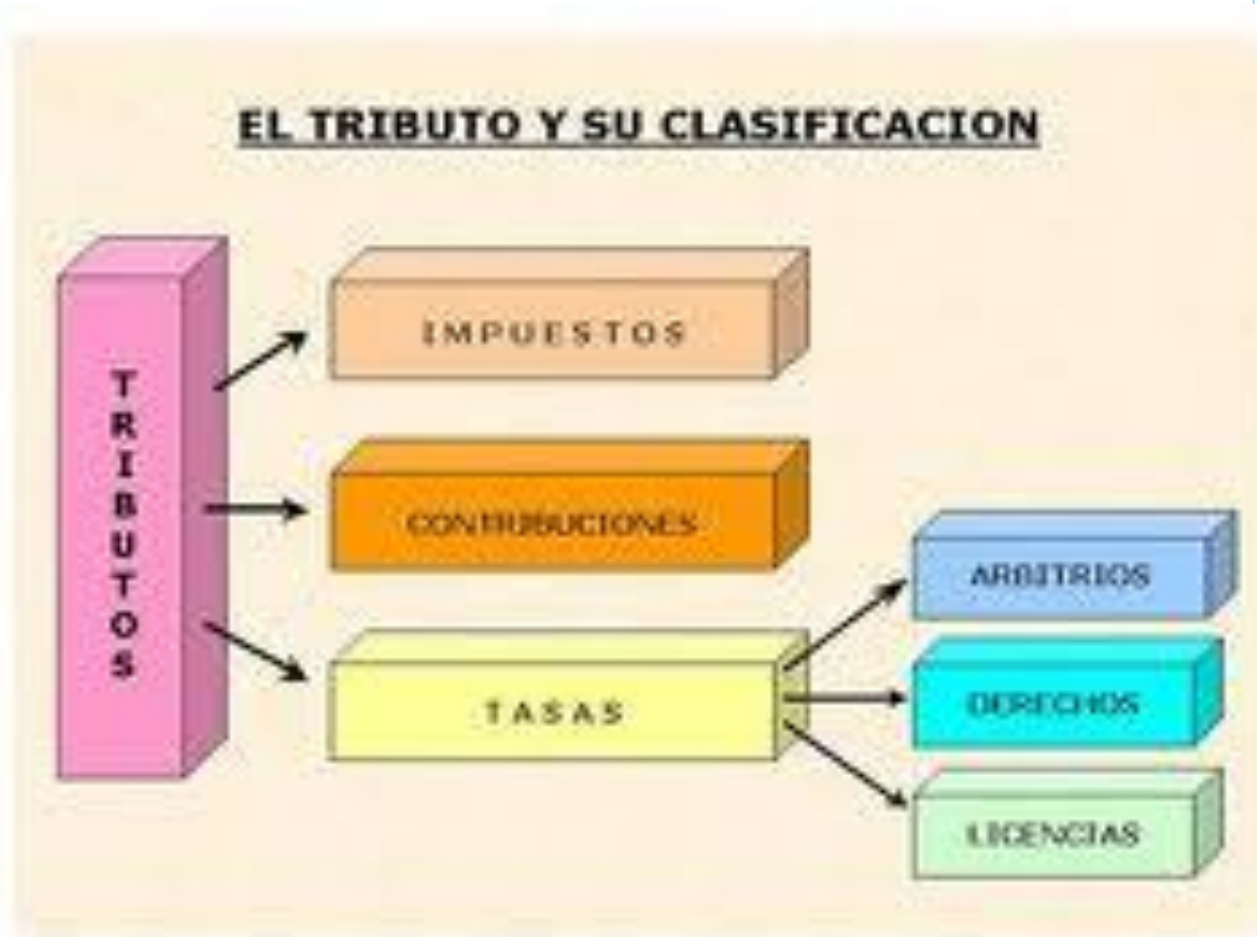 EL TRIBUTO Y SU CLASIFICACION
TRIBUTOS
IMPUESTOS
CONTRIBUCIONES
TASAS
ARBITRIOS
DERECHOS
LICENCIAS